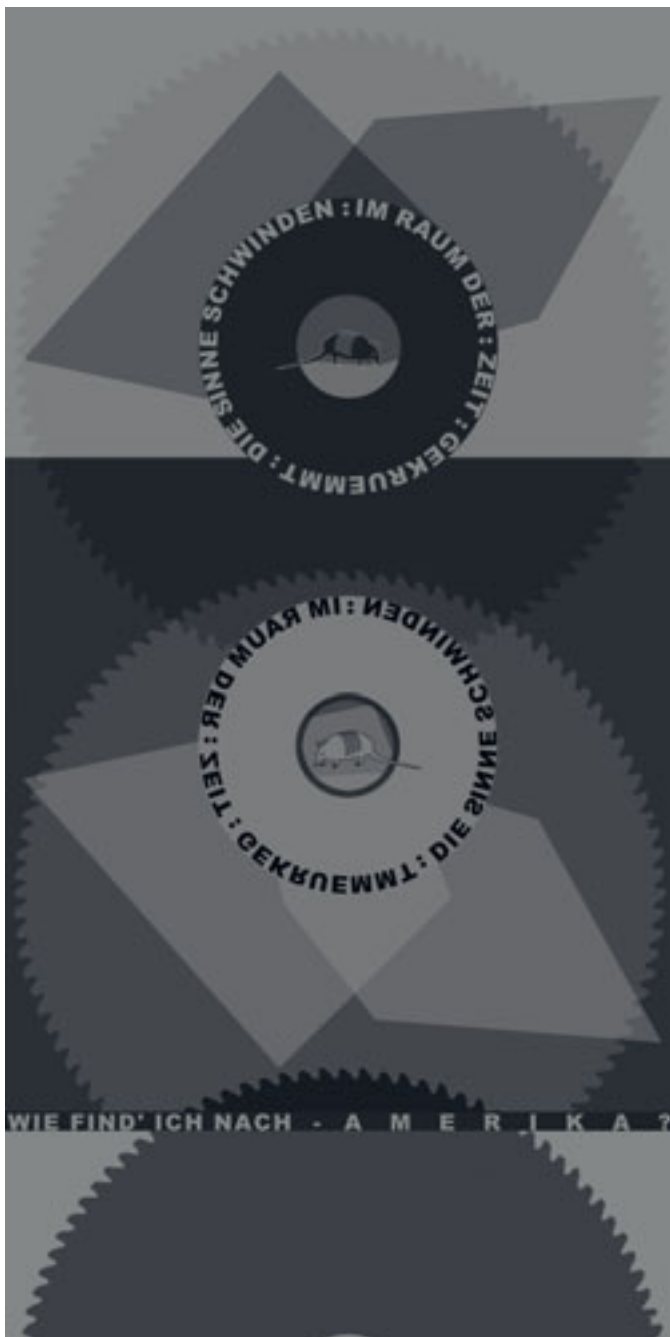 DIE SINNE SCHWINDEN : IM RAUM DER : ZEIT : GEKRUEMMT :
DIE SINNE SCHWINDEN : IM RAUM DER : ZEIT : GEKRUEMMT :
WIE FIND' ICH NACH - A M E R I K A ?